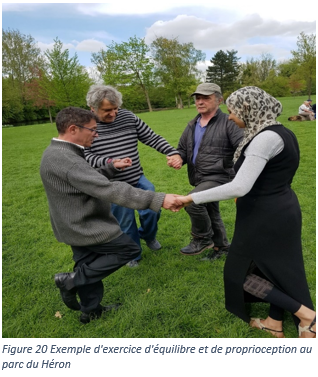 Figure 20 Exemple d'exercice d'équilibre et de proprioception au
parc du Héron